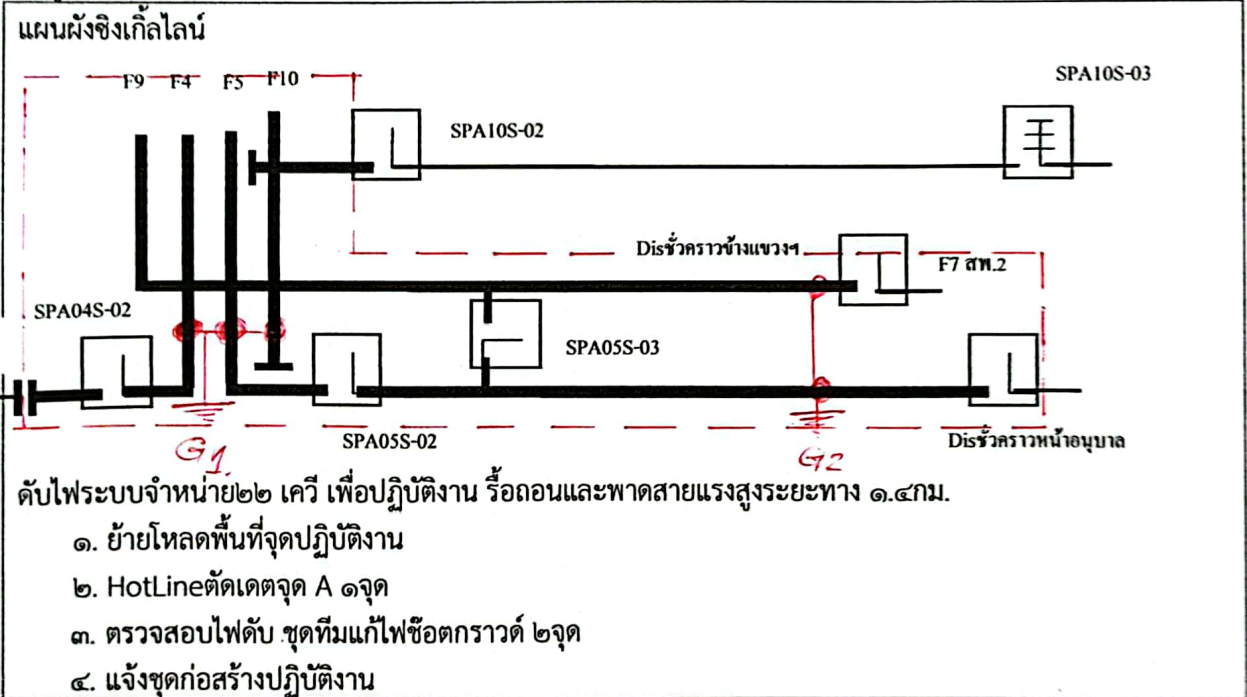 แผนผังซิงเกิ้ลไลน์
F9 F4 F5 F10
SPA10S-03
SPA10S-02
Disชั่วคราวข้างแขวงฯ
F7 สพ.2
SPA04S-02
SPA05S-03
SPA05S-02
Disชั่วคราวหน้าอนุบาล
G1
G2
ดับไฟระบบจำหน่าย๒๒ เควี เพื่อปฏิบัติงาน รื้อถอนและพาดสายแรงสูงระยะทาง ๑.๔กม.
๑. ย้ายโหลดพื้นที่จุดปฏิบัติงาน
๒. HotLineตัดเดตจุด A ๑จุด
๓. ตรวจสอบไฟดับ ชุดทีมแก้ไฟช๊อตกราวด์ ๒จุด
๔. แจ้งชุดก่อสร้างปฏิบัติงาน